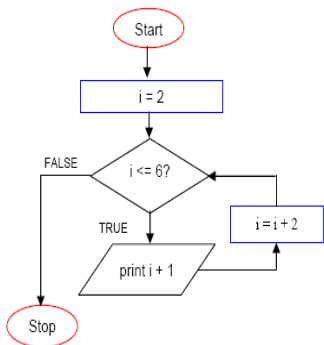 Start
i = 2
i <= 6?
FALSE
TRUE
i = i + 2
print i + 1
Stop